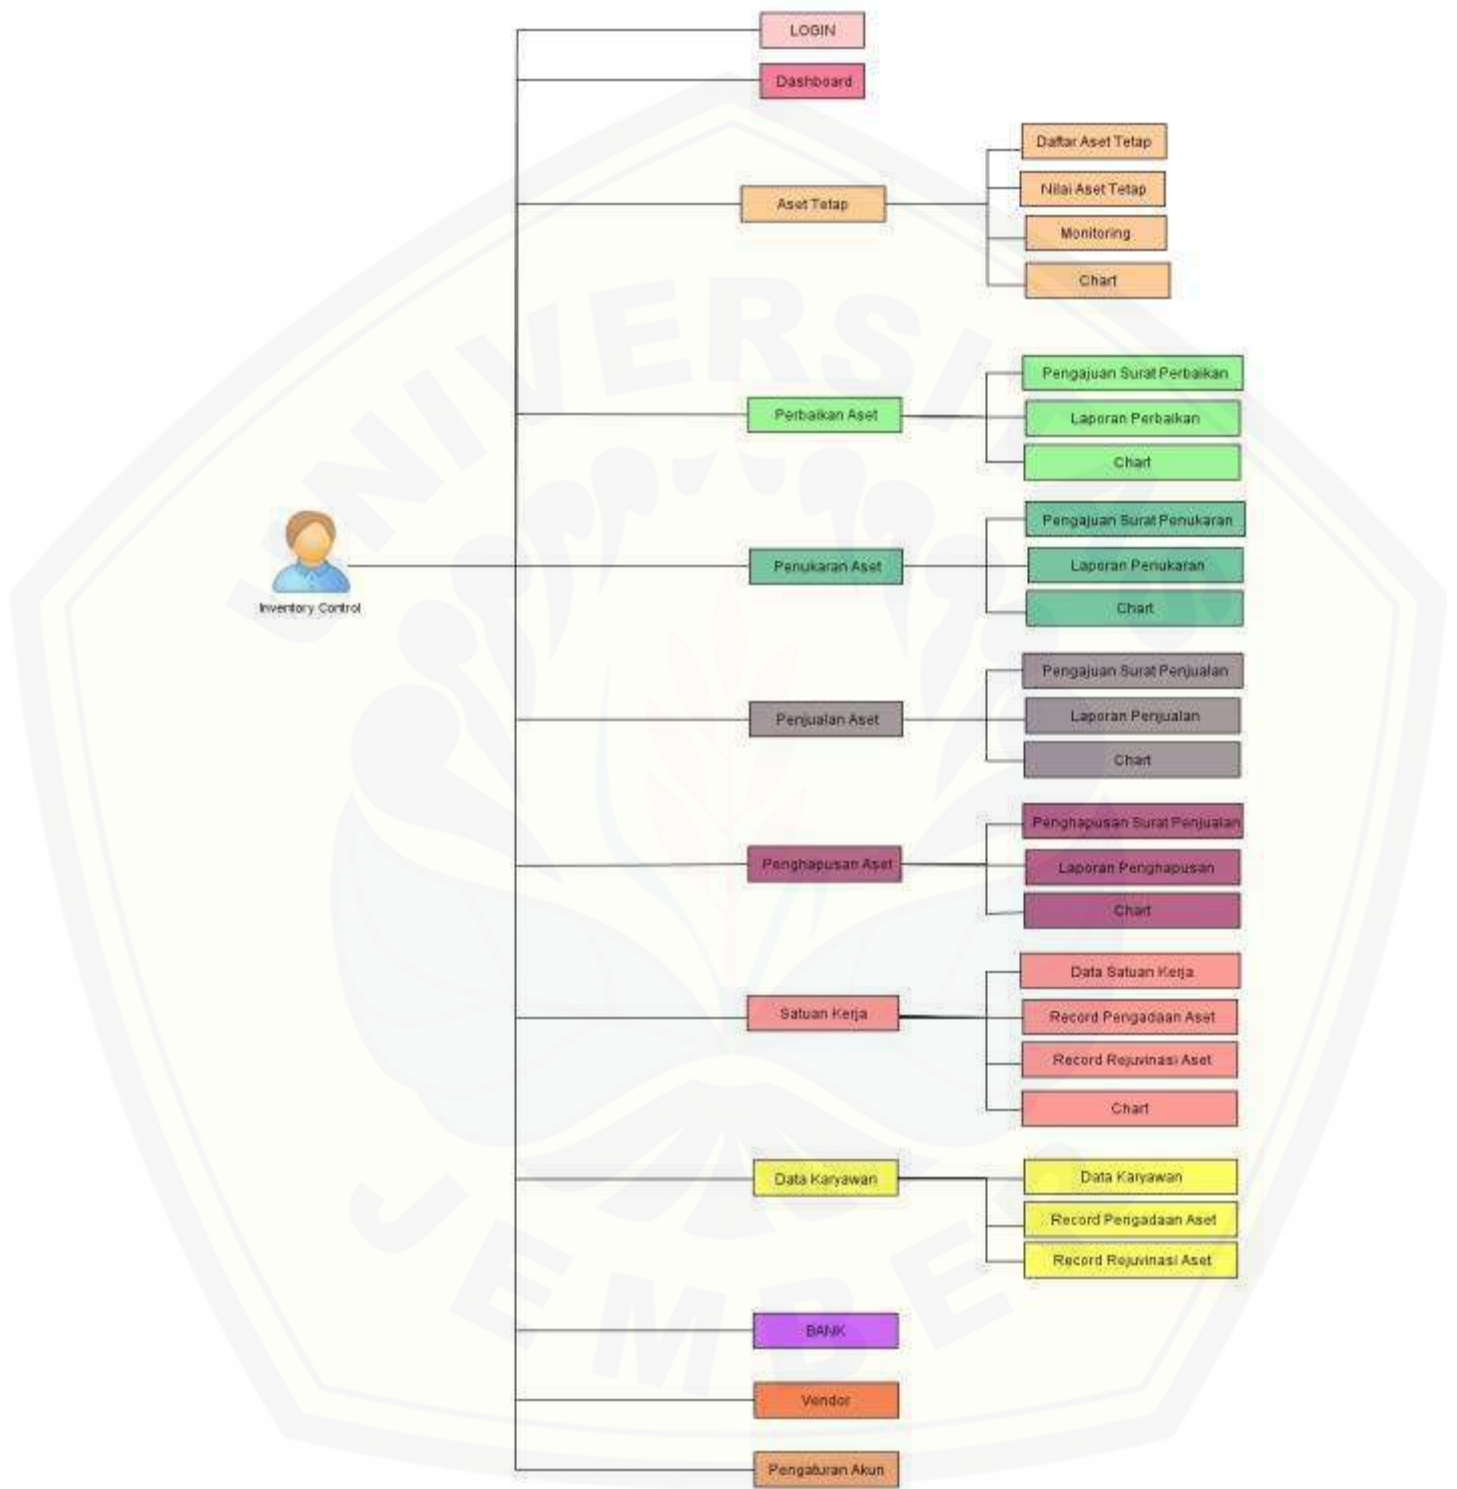 LOGIN
Dashboard
Aset Tetap
Daftar Aset Tetap
Nilai Aset Tetap
Monitoring
Chart
Perbaikan Aset
Pengajuan Surat Perbaikan
Laporan Perbaikan
Chart
Inventory Control
Penukaran Aset
Pengajuan Surat Penukaran
Laporan Penukaran
Chart
Penjualan Aset
Pengajuan Surat Penjualan
Laporan Penjualan
Chart
Penghapusan Aset
Penghapusan Surat Penjualan
Laporan Penghapusan
Chart
Satuan Kerja
Data Satuan Kerja
Record Pengadaan Aset
Record Rejuvinasi Aset
Chart
Data Karyawan
Data Karyawan
Record Pengadaan Aset
Record Rejuvinasi Aset
BANK
Vendor
Pengaturan Akun
JEMBER